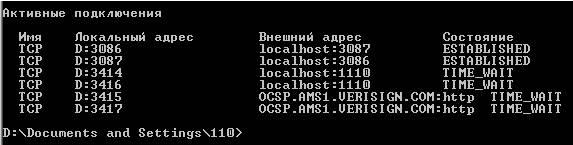 Активные подключения
Имя Локальный адрес Внешний адрес Состояние
TCP D:3086 localhost:3087 ESTABLISHED
TCP D:3087 localhost:3086 ESTABLISHED
TCP D:3414 localhost:1110 TIME_WAIT
TCP D:3416 localhost:1110 TIME_WAIT
TCP D:3415 OCSP.AMS1.VERISIGN.COM:http TIME_WAIT
TCP D:3417 OCSP.AMS1.VERISIGN.COM:http TIME_WAIT
D:\Documents and Settings\110>